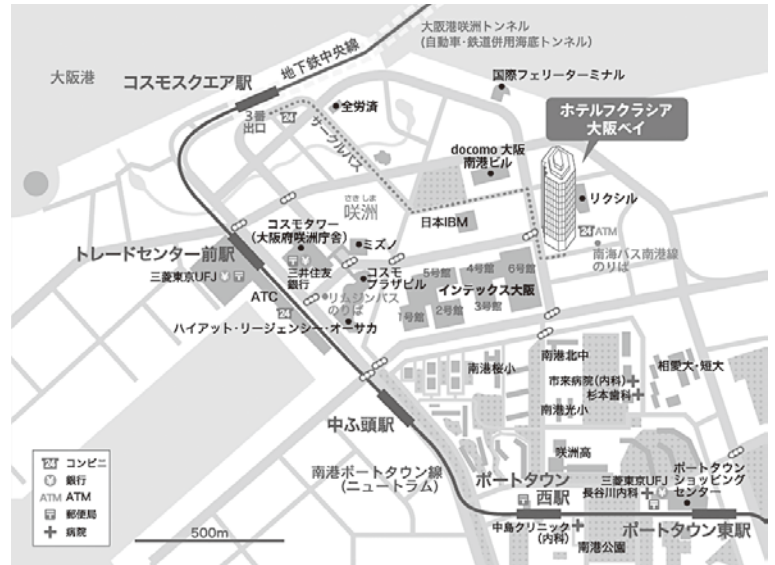 大阪港咲洲トンネル
(自動車・鉄道併用海底トンネル)
大阪港
地下鉄中央線
コスモスクエア駅
国際フェリーターミナル
3番
出口
24
全労済
サークルバス
ホテルフクラシア
大阪ベイ
docomo 大阪
南港ビル
リクシル
さきしま
咲洲
日本IBM
24
ATM
南海バス南港線
のりば
コスモタワー
(大阪府咲洲庁舎)
ミズノ
トレードセンター前駅
三菱東京UFJ
三井住友
銀行
コスモ
プラザビル
リムジンバス
のりば
5号館
4号館
6号館
インテックス大阪
1号館
2号館
3号館
ATC
24
ハイアット・リージェンシー・オーサカ
南港桜小
南港北中
市来病院(内科)
杉本歯科
相愛大・短大
南港光小
中ふ頭駅
咲洲高
南港ポートタウン線
(ニュートラム)
ポートタウン
西駅
三菱東京UFJ
長谷川内科
ポートタウン
ショッピング
センター
中島クリニック
(内科)
南港公園
ポートタウン東駅
24 コンビニ
銀行
ATM ATM
郵便局
病院
500m